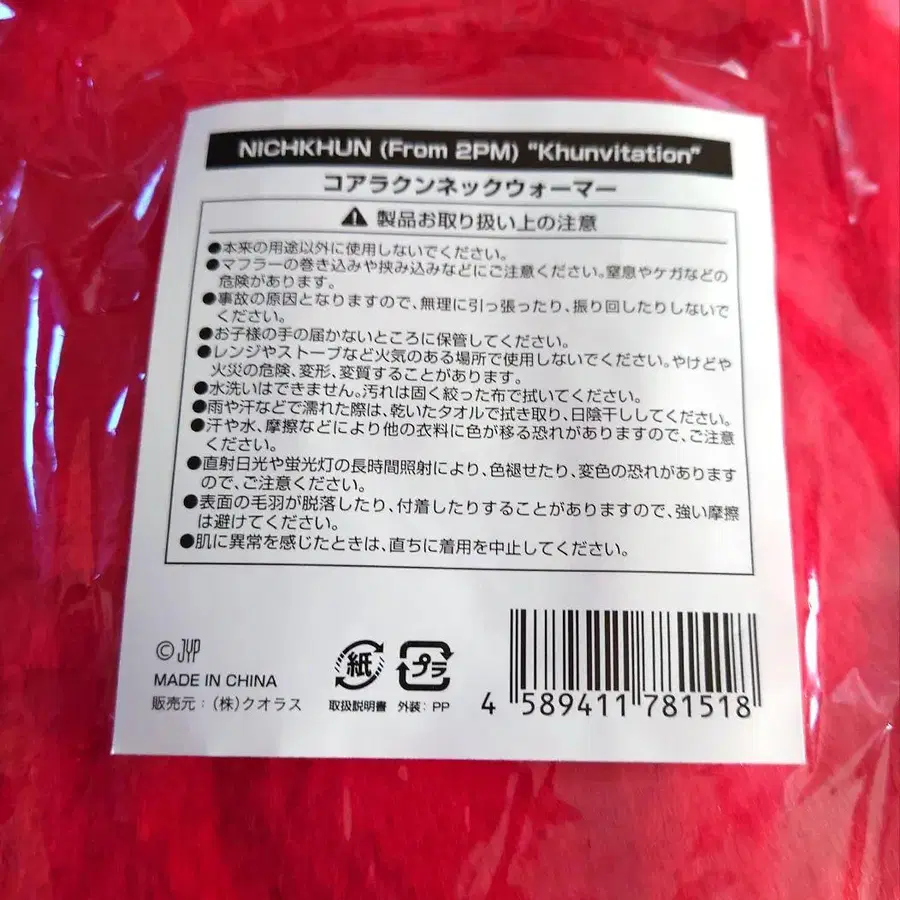 NICHKHUN (From 2PM) "Khunvitation"
コアラクンネックウォーマー
製品お取り扱い上の注意
●本来の用途以外に使用しないでください。
●マフラーの巻き込みや挟み込みなどにご注意ください。窒息やケガなどの
危険があります。
●事故の原因となりますので、無理に引っ張ったり、振り回したりしないで
ください。
●お子様の手の届かないところに保管してください。
●レンジやストーブなど火気のある場所で使用しないでください。やけどや
火災の危険、変形、変質することがあります。
●水洗いはできません。汚れは固く絞った布で拭いてください。
●雨や汗などで濡れた際は、乾いたタオルで拭き取り、日陰干ししてください。
●汗や水、摩擦などにより他の衣料に色が移る恐れがありますので、ご注意
ください。
●直射日光や蛍光灯の長時間照射により、色褪せたり、変色の恐れがあります
ので、ご注意ください。
●表面の毛羽が脱落したり、付着したりすることがありますので、強い摩擦
は避けてください。
●肌に異常を感じたときは、直ちに着用を中止してください。
© JYP
MADE IN CHINA
販売元:(株)クオラス
紙
プラ
取扱説明書 外装: PP
4 589411 781518